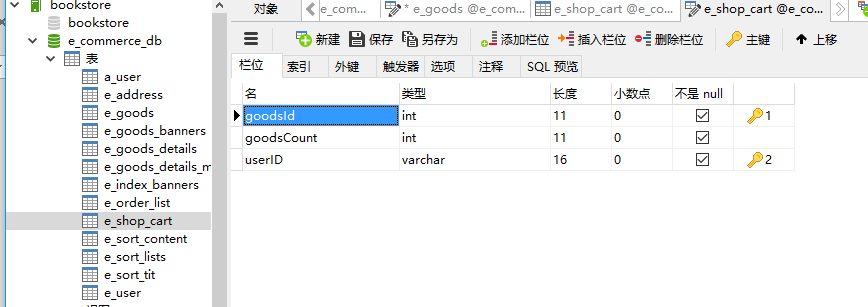 bookstore
bookstore
e_commerce_db
表
a_user
e_address
e_goods
e_goods_banners
e_goods_details
e_goods_details_m
e_index_banners
e_order_list
e_shop_cart
e_sort_content
e_sort_lists
e_sort_tit
e_user
对象 e_com... * e_goods @e_com... e_shop_cart @e_co... e_shop_cart @e_co...
新建 保存 另存为 添加栏位 插入栏位 删除栏位 主键 上移
栏位 索引 外键 触发器 选项 注释 SQL 预览
名 类型 长度 小数点 不是 null
goodsId int 11 0 1
goodsCount int 11 0
userID varchar 16 0 2